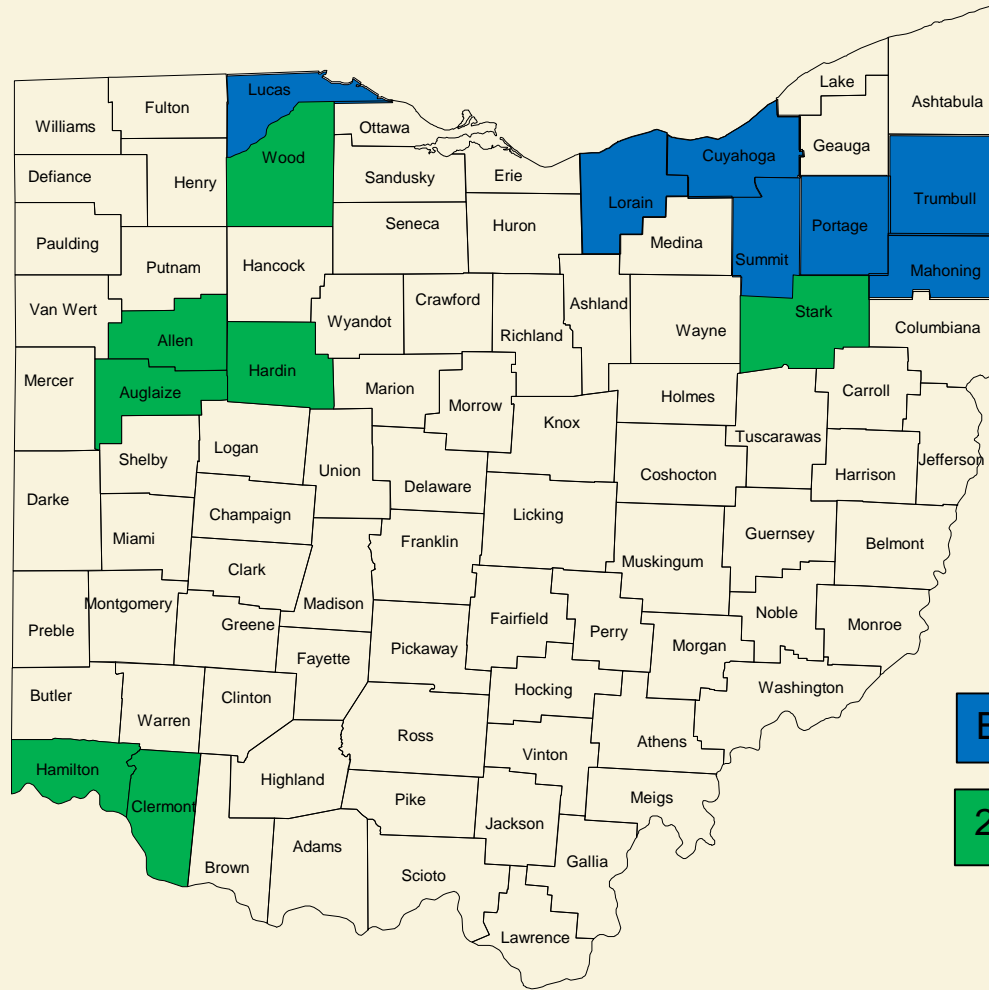 Lake
Lucas
Ashtabula
Fulton
Williams
Ottawa
Geauga
Cuyahoga
Wood
Erie
Defiance
Sandusky
Henry
Trumbull
Lorain
Seneca
Huron
Portage
Paulding
Medina
Summit
Hancock
Putnam
Mahoning
Crawford
Ashland
Van Wert
Stark
Wyandot
Wayne
Columbiana
Richland
Allen
Hardin
Mercer
Marion
Carroll
Auglaize
Holmes
Morrow
Knox
Tuscarawas
Logan
Shelby
Jefferson
Union
Coshocton
Harrison
Delaware
Darke
Champaign
Licking
Guernsey
Miami
Franklin
Belmont
Muskingum
Clark
Montgomery
Madison
Noble
Fairfield
Greene
Monroe
Preble
Perry
Morgan
Pickaway
Fayette
Washington
Hocking
Butler
Clinton
Warren
Ross
Athens
Vinton
Hamilton
Highland
Pike
Meigs
Clermont
Jackson
Adams
Gallia
Brown
Scioto
Lawrence
E
2